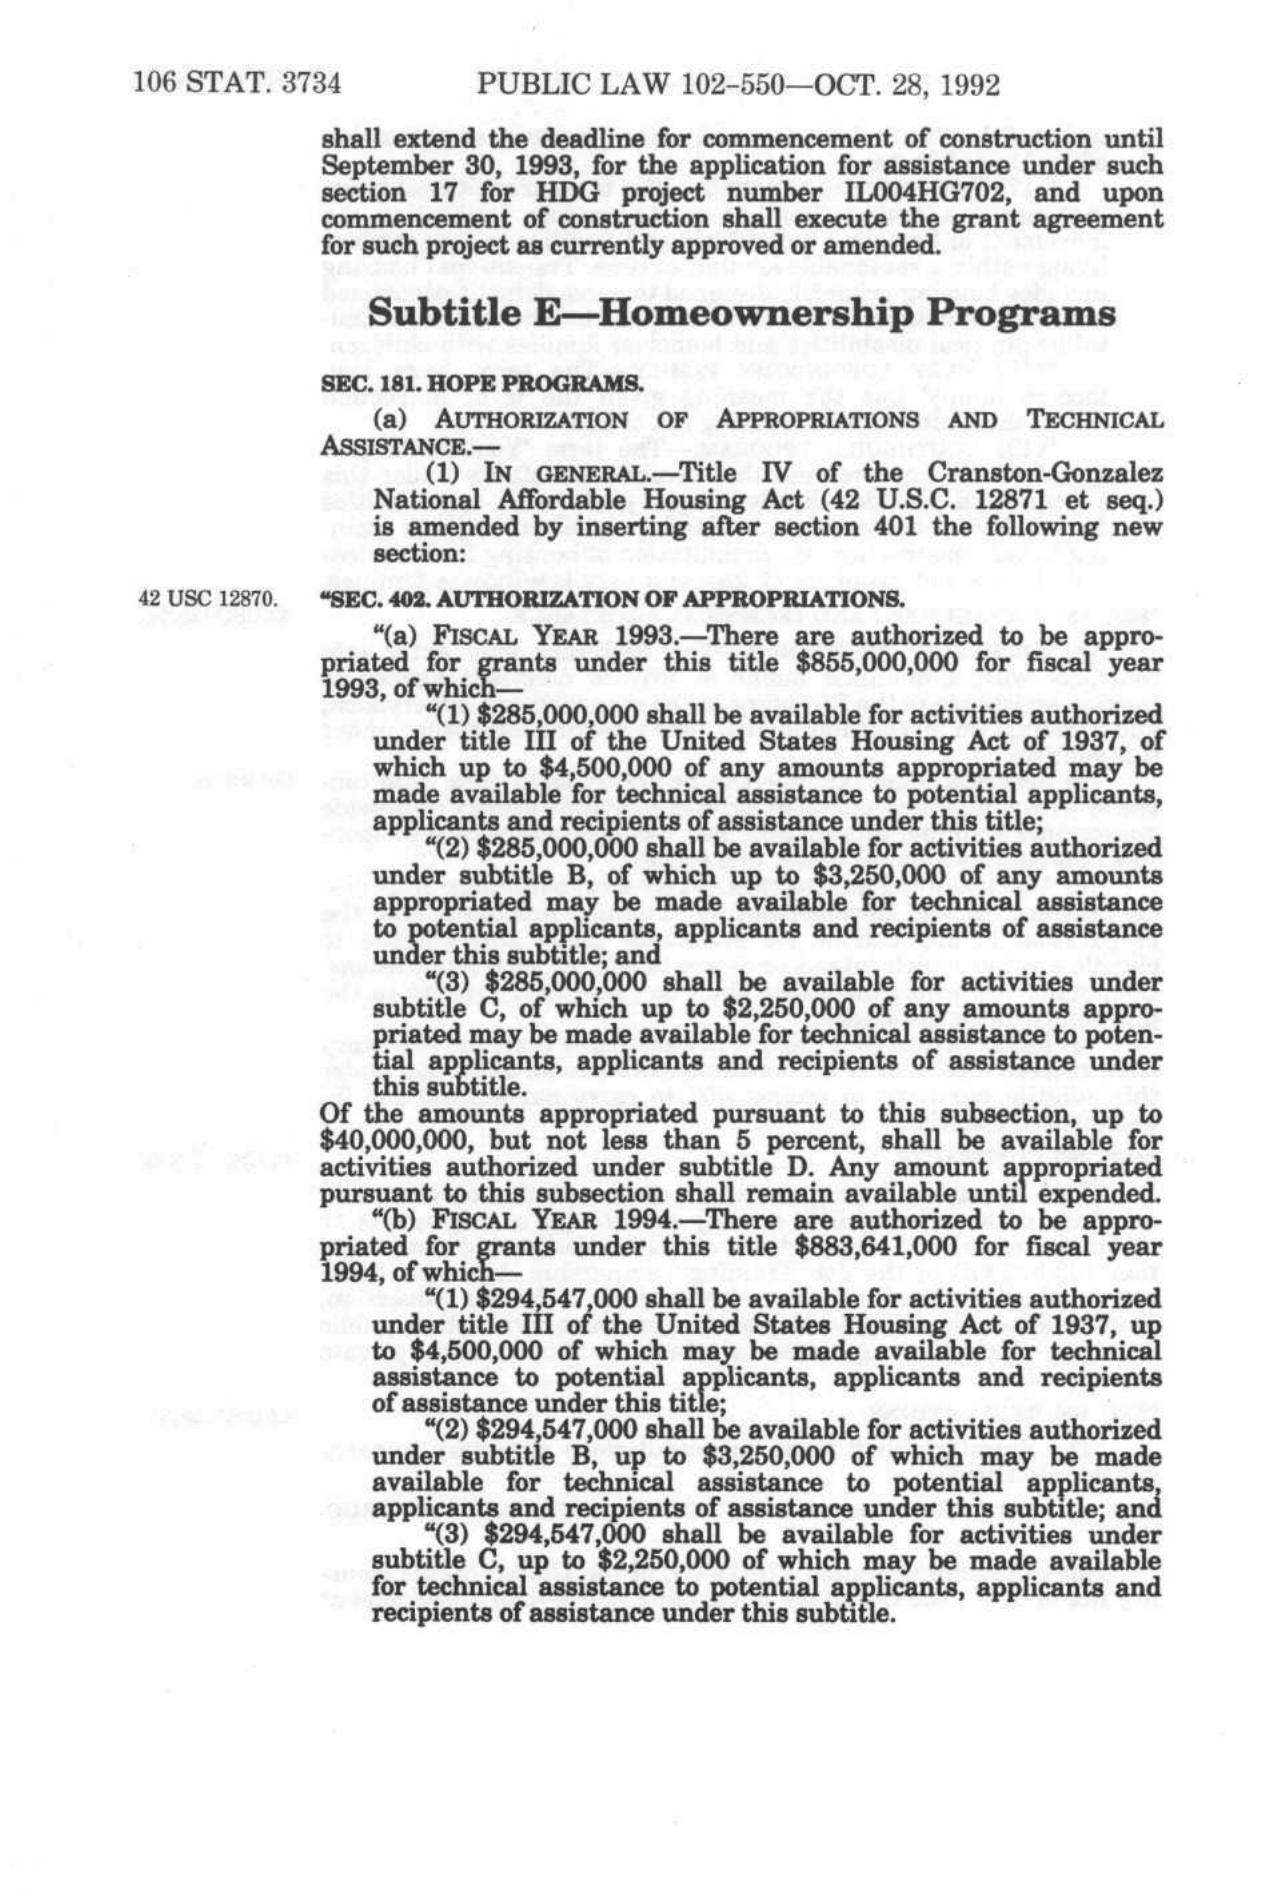 106 STAT. 3734 PUBLIC LAW 102-550—OCT. 28, 1992
shall extend the deadline for commencement of construction until
September 30, 1993, for the application for assistance under such
section 17 for HDG project number IL004HG702, and upon
commencement of construction shall execute the grant agreement
for such project as currently approved or amended.
Subtitle E—Homeownership Programs
SEC. 181. HOPE PROGRAMS.
(a) AUTHORIZATION OF APPROPRIATIONS AND TECHNICAL
ASSISTANCE.—
(1) IN GENERAL.—Title IV of the Cranston-Gonzalez
National Affordable Housing Act (42 U.S.C. 12871 et seq.)
is amended by inserting after section 401 the following new
section:
42 USC 12870. "SEC. 402. AUTHORIZATION OF APPROPRIATIONS.
"(a) FISCAL YEAR 1993.—There are authorized to be appro-
priated for grants under this title $855,000,000 for fiscal year
1993, of which—
"(1) $285,000,000 shall be available for activities authorized
under title III of the United States Housing Act of 1937, of
which up to $4,500,000 of any amounts appropriated may be
made available for technical assistance to potential applicants,
applicants and recipients of assistance under this title;
"(2) $285,000,000 shall be available for activities authorized
under subtitle B, of which up to $3,250,000 of any amounts
appropriated may be made available for technical assistance
to potential applicants, applicants and recipients of assistance
under this subtitle; and
"(3) $285,000,000 shall be available for activities under
subtitle C, of which up to $2,250,000 of any amounts appro-
priated may be made available for technical assistance to poten-
tial applicants, applicants and recipients of assistance under
this subtitle.
Of the amounts appropriated pursuant to this subsection, up to
$40,000,000, but not less than 5 percent, shall be available for
activities authorized under subtitle D. Any amount appropriated
pursuant to this subsection shall remain available until expended.
"(b) FISCAL YEAR 1994.—There are authorized to be appro-
priated for grants under this title $883,641,000 for fiscal year
1994, of which—
"(1) $294,547,000 shall be available for activities authorized
under title III of the United States Housing Act of 1937, up
to $4,500,000 of which may be made available for technical
assistance to potential applicants, applicants and recipients
of assistance under this title;
"(2) $294,547,000 shall be available for activities authorized
under subtitle B, up to $3,250,000 of which may be made
available for technical assistance to potential applicants,
applicants and recipients of assistance under this subtitle; and
"(3) $294,547,000 shall be available for activities under
subtitle C, up to $2,250,000 of which may be made available
for technical assistance to potential applicants, applicants and
recipients of assistance under this subtitle.